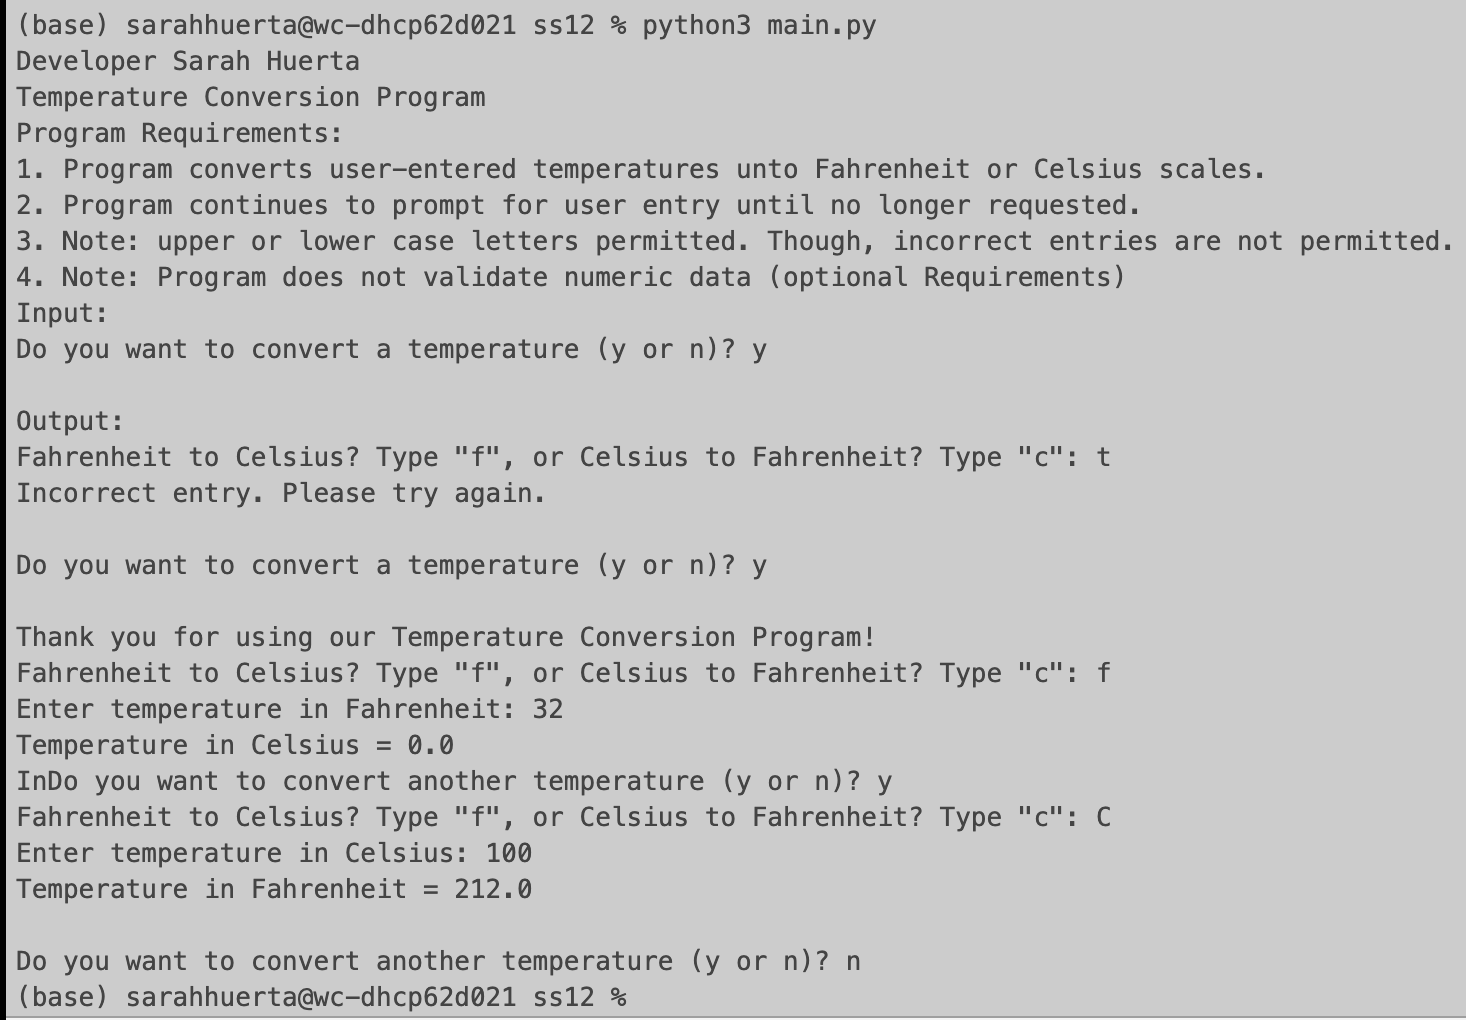 (base) sarahhuerta@wc-dhcp62d021 ss12 % python3 main.py
Developer Sarah Huerta
Temperature Conversion Program
Program Requirements:
1. Program converts user-entered temperatures unto Fahrenheit or Celsius scales.
2. Program continues to prompt for user entry until no longer requested.
3. Note: upper or lower case letters permitted. Though, incorrect entries are not permitted.
4. Note: Program does not validate numeric data (optional Requirements)
Input:
Do you want to convert a temperature (y or n)? y
Output:
Fahrenheit to Celsius? Type "f", or Celsius to Fahrenheit? Type "c": t
Incorrect entry. Please try again.
Do you want to convert a temperature (y or n)? y
Thank you for using our Temperature Conversion Program!
Fahrenheit to Celsius? Type "f", or Celsius to Fahrenheit? Type "c": f
Enter temperature in Fahrenheit: 32
Temperature in Celsius = 0.0
InDo you want to convert another temperature (y or n)? y
Fahrenheit to Celsius? Type "f", or Celsius to Fahrenheit? Type "c": C
Enter temperature in Celsius: 100
Temperature in Fahrenheit = 212.0
Do you want to convert another temperature (y or n)? n
(base) sarahhuerta@wc-dhcp62d021 ss12 %